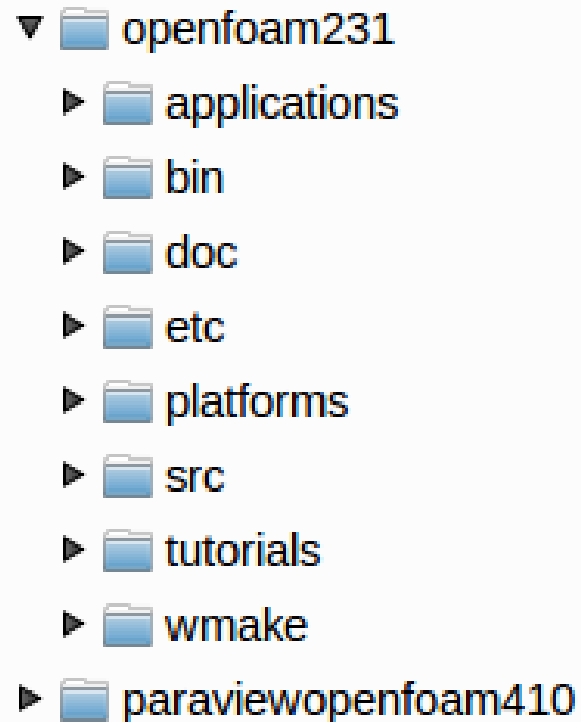 openfoam231
applications
bin
doc
etc
platforms
src
tutorials
wmake
paraviewopenfoam410